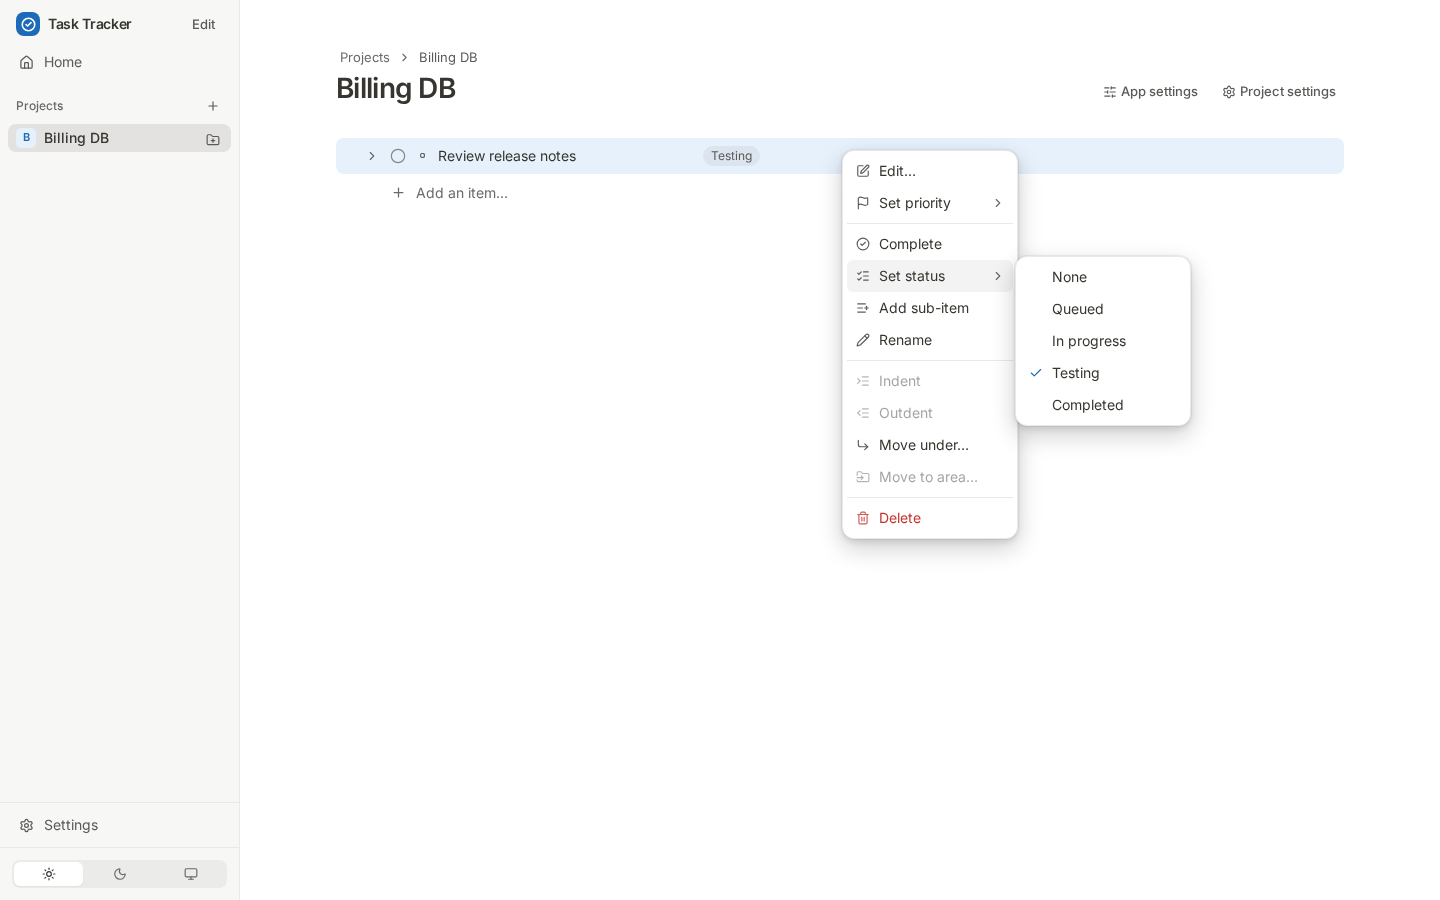 Task Tracker
Edit
Home
Projects
B
Billing DB
Settings
Projects
Billing DB
Billing DB
App settings
Project settings
Review release notes
Testing
Add an item...
Edit...
Set priority
Complete
Set status
Add sub-item
Rename
Indent
Outdent
Move under...
Move to area...
Delete
None
Queued
In progress
Testing
Completed